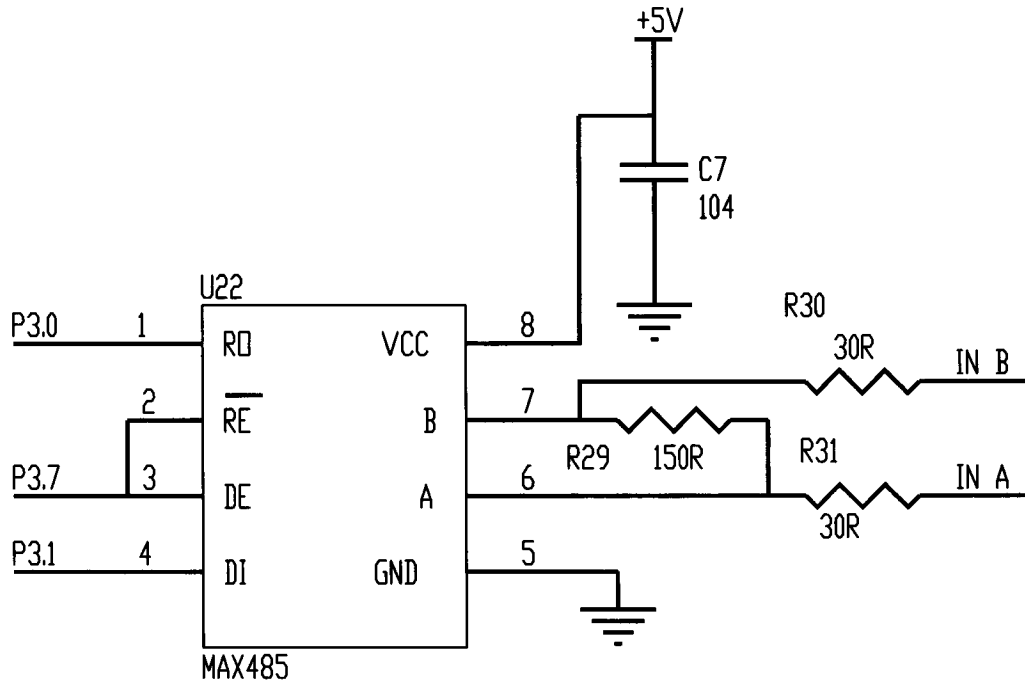 +5V
C7
104
U22
R30
P3.0
1
RO
VCC
8
30R
IN B
2
RE
B
7
R29
150R
R31
P3.7
3
DE
A
6
IN A
30R
P3.1
4
DI
GND
5
MAX485